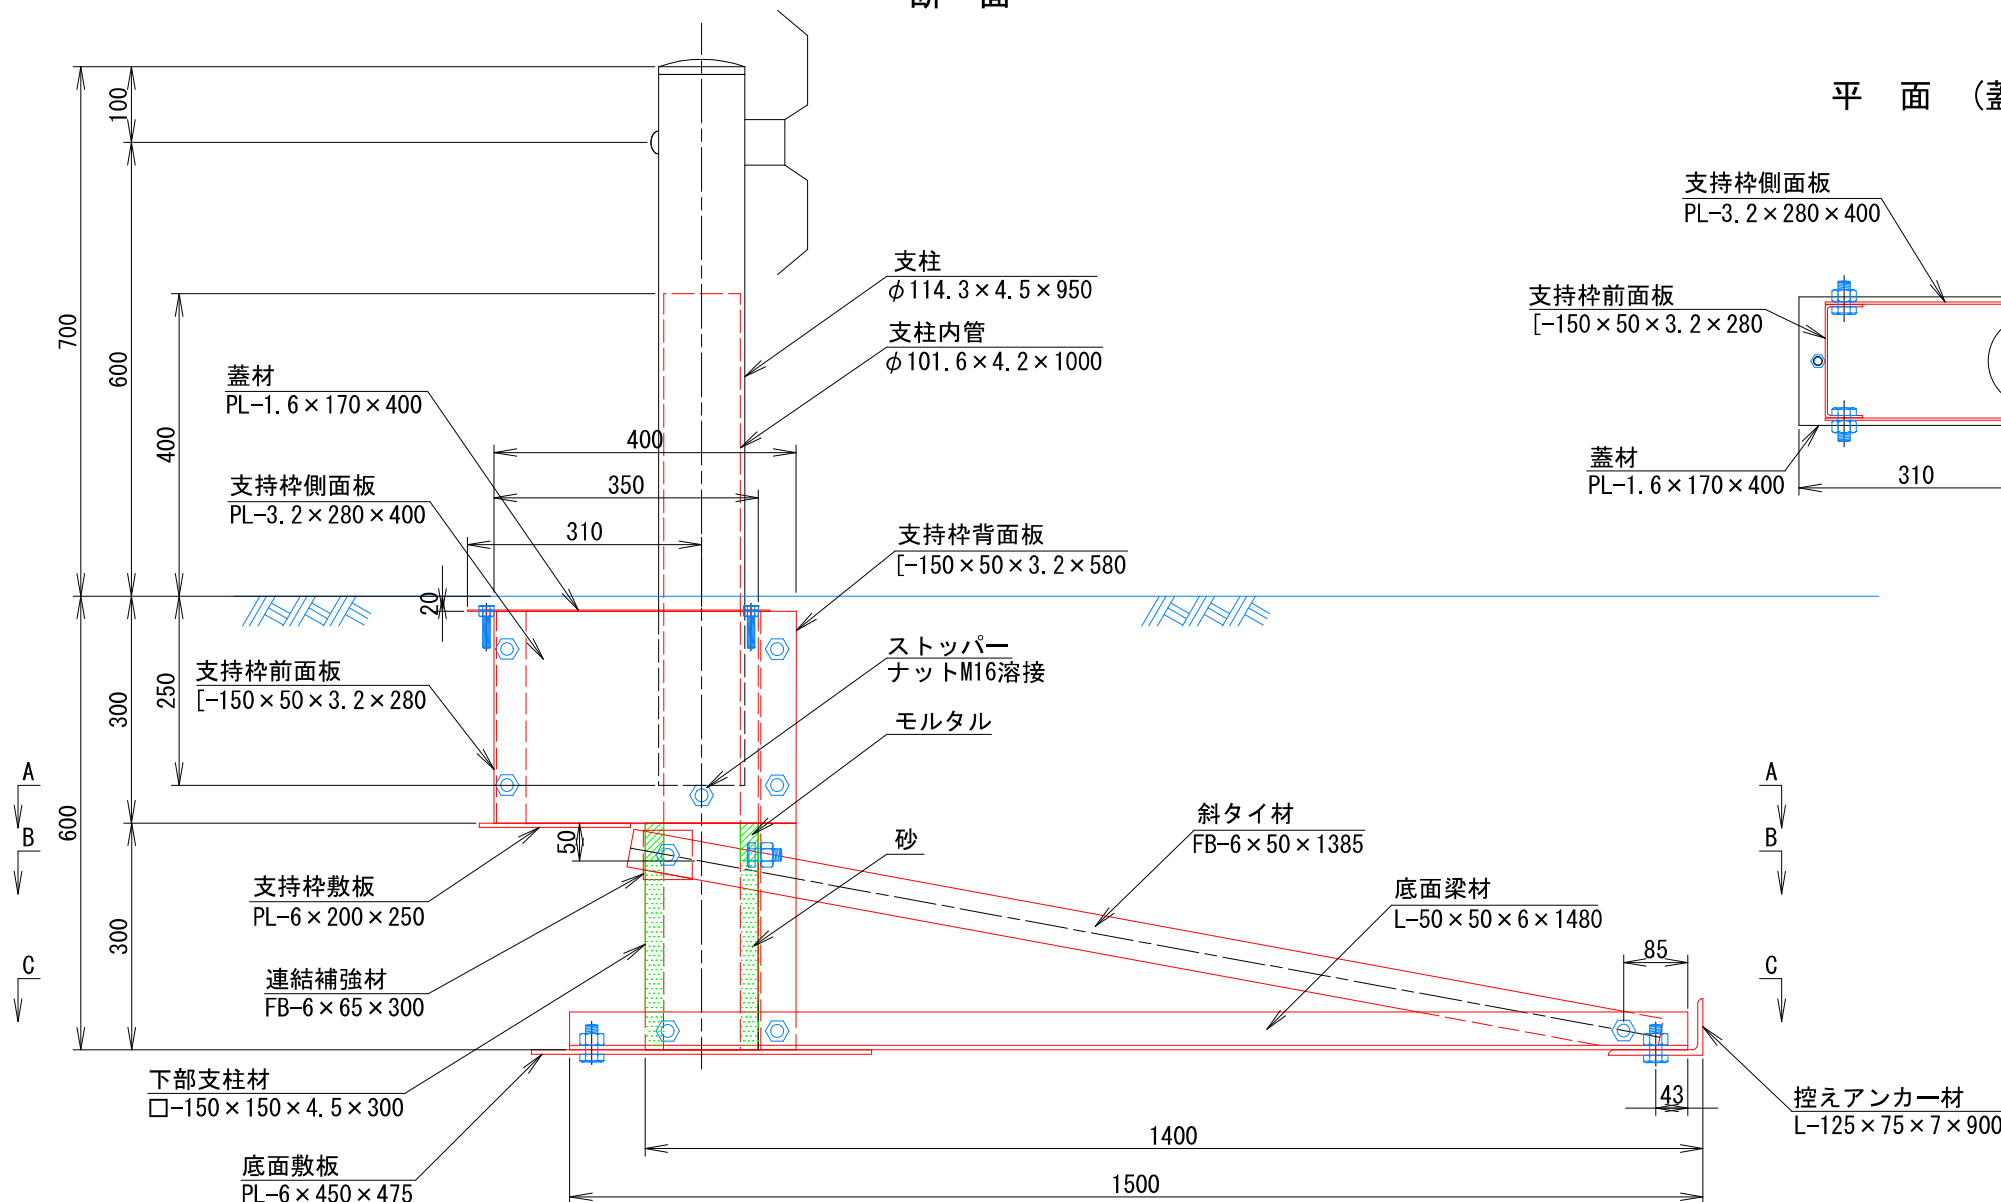 断　面
平　面　（蓋
100
700
600
400
支柱
φ114.3×4.5×950
支柱内管
φ101.6×4.2×1000
蓋材
PL-1.6×170×400
400
支持枠側面板
PL-3.2×280×400
350
310
支持枠背面板
[-150×50×3.2×580
20
支持枠前面板
[-150×50×3.2×280
ストッパー
ナットM16溶接
モルタル
250
300
600
300
50
A
B
C
支持枠敷板
PL-6×200×250
砂
斜タイ材
FB-6×50×1385
底面梁材
L-50×50×6×1480
85
連結補強材
FB-6×65×300
下部支柱材
□-150×150×4.5×300
底面敷板
PL-6×450×475
43
控えアンカー材
L-125×75×7×900
1400
1500
A
B
C
支持枠側面板
PL-3.2×280×400
支持枠前面板
[-150×50×3.2×280
蓋材
PL-1.6×170×400
310